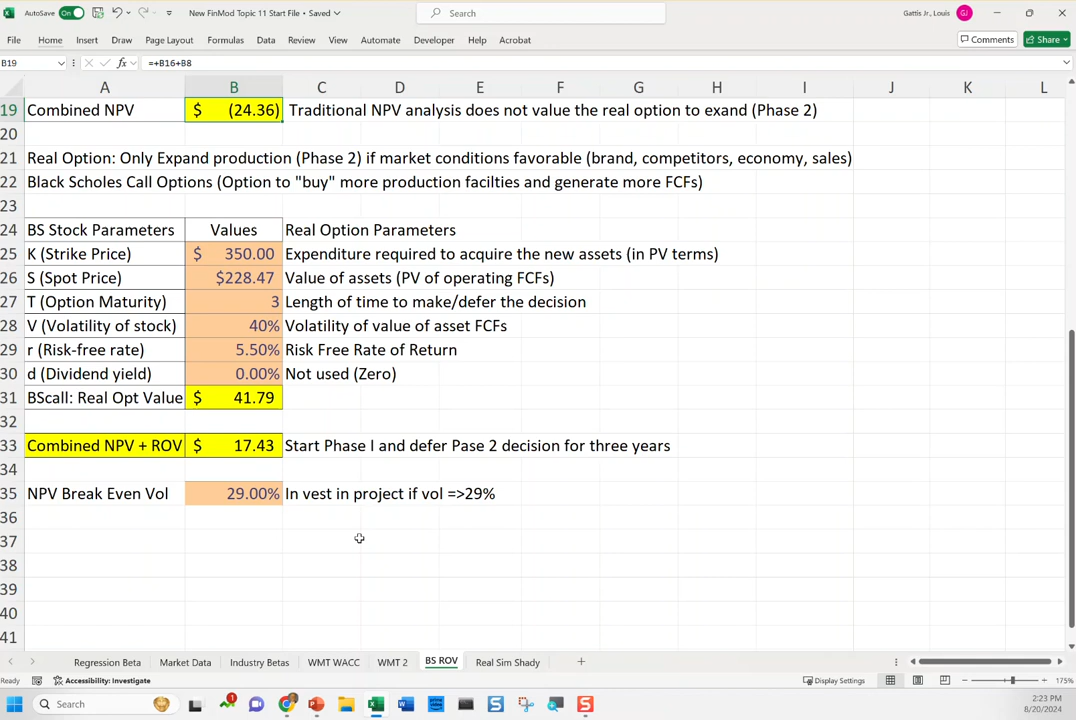 AutoSave On New FinMod Topic 11 Start File • Saved Search Gattis Jr., Louis GJ
File Home Insert Draw Page Layout Formulas Data Review View Automate Developer Help Acrobat Comments Share
B19 fx =+B16+B8
A B C D E F G H I J K L
19 Combined NPV $ (24.36) Traditional NPV analysis does not value the real option to exand (Phase 2)
20
21 Real Option: Only Expand production (Phase 2) if market conditions favorable (brand, competitors, economy, sales)
22 Black Scholes Call Options (Option to "buy" more production facilties and generate more FCFs)
23
24 BS Stock Parameters Values Real Option Parameters
25 K (Strike Price) $ 350.00 Expenditure required to acquire the new assets (in PV terms)
26 S (Spot Price) $228.47 Value of assets (PV of operating FCFs)
27 T (Option Maturity) 3 Length of time to make/defer the decision
28 V (Volatility of stock) 40% Volatility of value of asset FCFs
29 r (Risk-free rate) 5.50% Risk Free Rate of Return
30 d (Dividend yield) 0.00% Not used (Zero)
31 BScall: Real Opt Value $ 41.79
32
33 Combined NPV + ROV $ 17.43 Start Phase I and defer Pase 2 decision for three years
34
35 NPV Break Even Vol 29.00% In vest in project if vol =>29%
36
37
38
39
40
41
Regression Beta Market Data Industry Betas WMT WACC WMT 2 BS ROV Real Sim Shady
Ready Accessibility: Investigate Display Settings 175%
Search 1 2:23 PM
8/20/2024